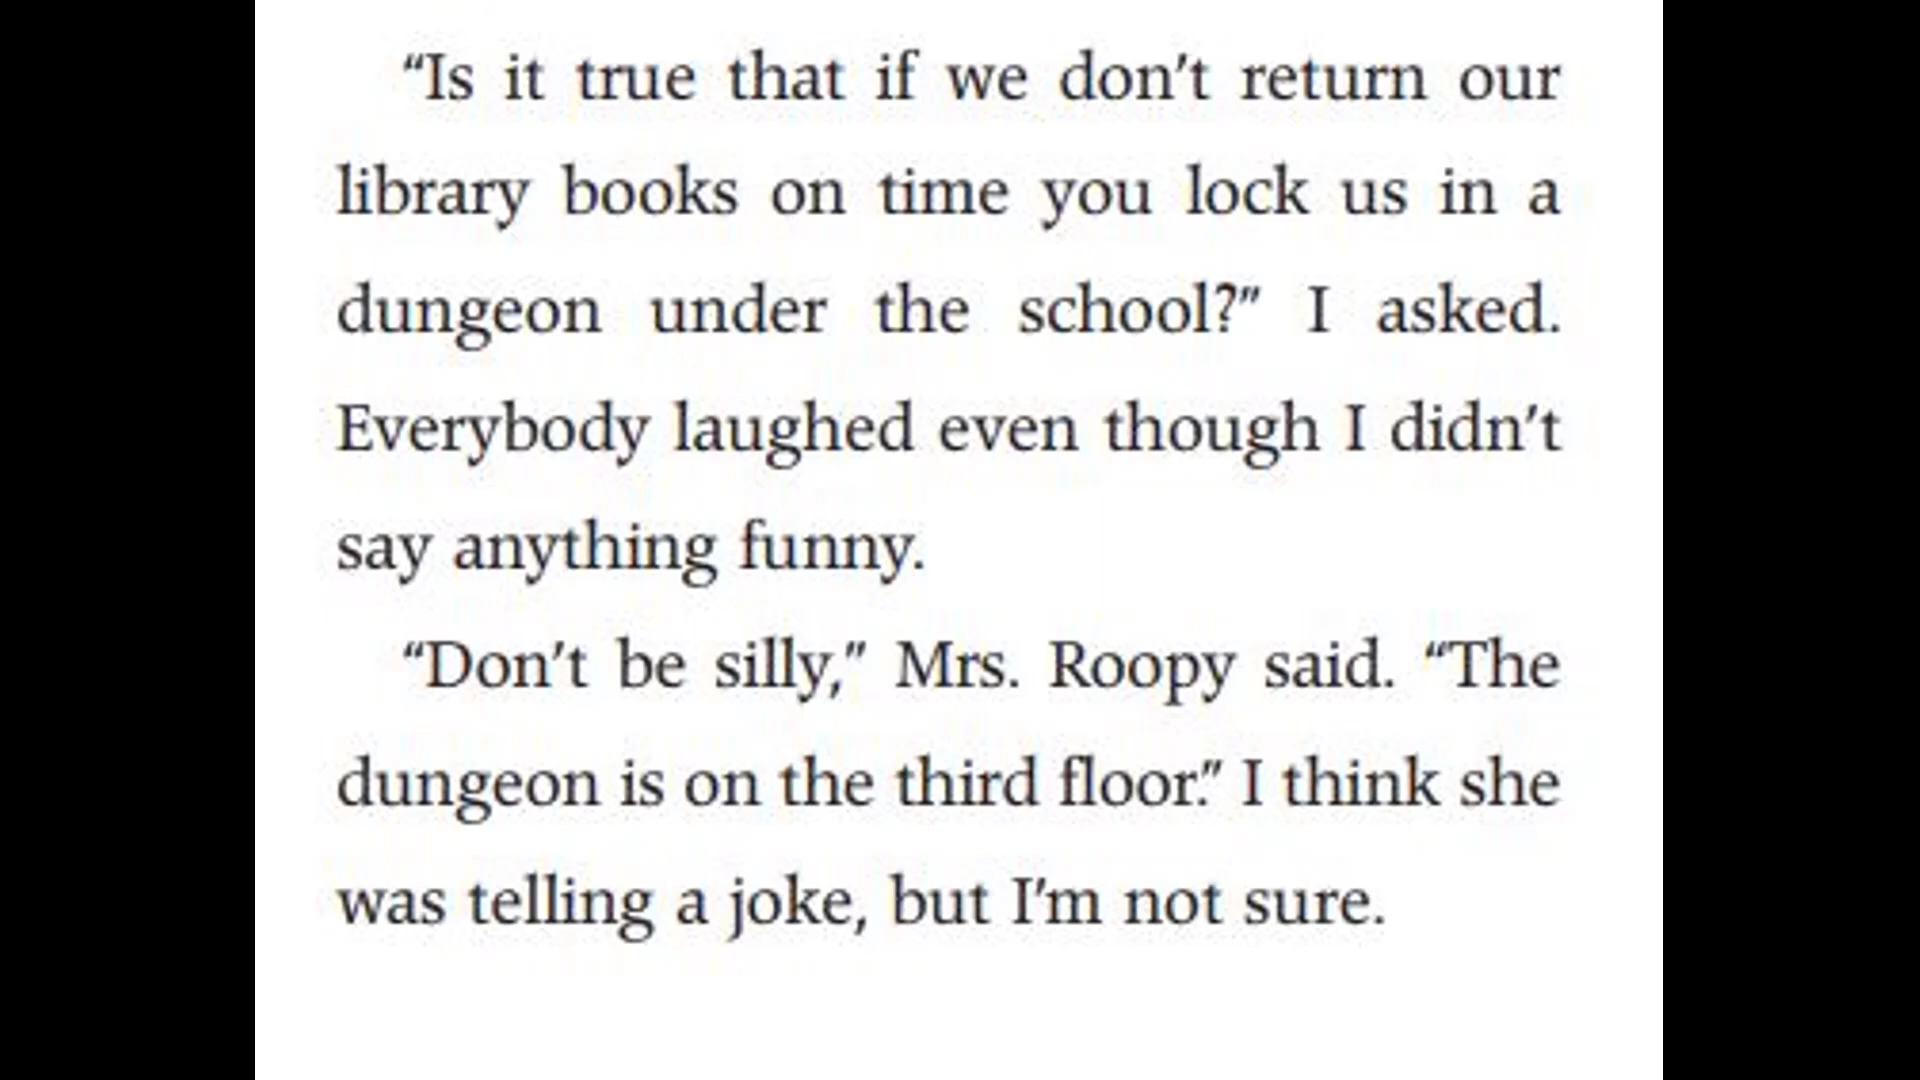 “Is it true that if we don’t return our
library books on time you lock us in a
dungeon under the school?” I asked.
Everybody laughed even though I didn’t
say anything funny.
“Don’t be silly,” Mrs. Roopy said. “The
dungeon is on the third floor.” I think she
was telling a joke, but I’m not sure.